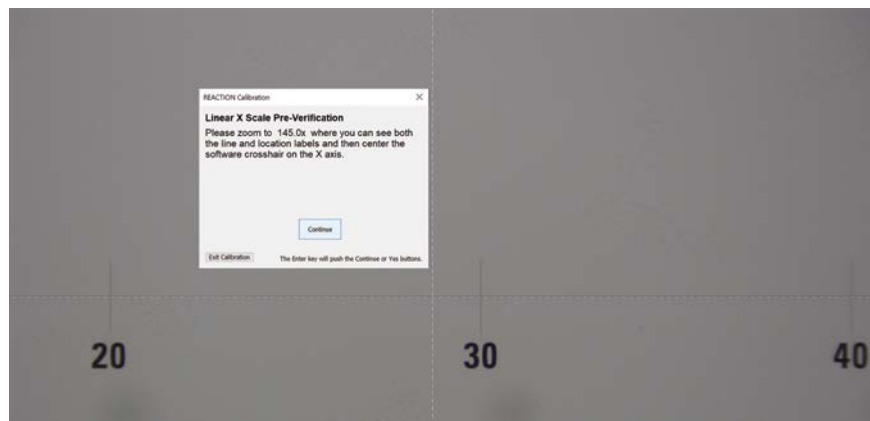 REACTION Calibration
Linear X Scale Pre-Verification
Please zoom to 145.0x where you can see both
the line and location labels and then center the
software crosshair on the X axis.
Continue
Exit Calibration The Enter key will push the Continue or Yes buttons.
20 30 40